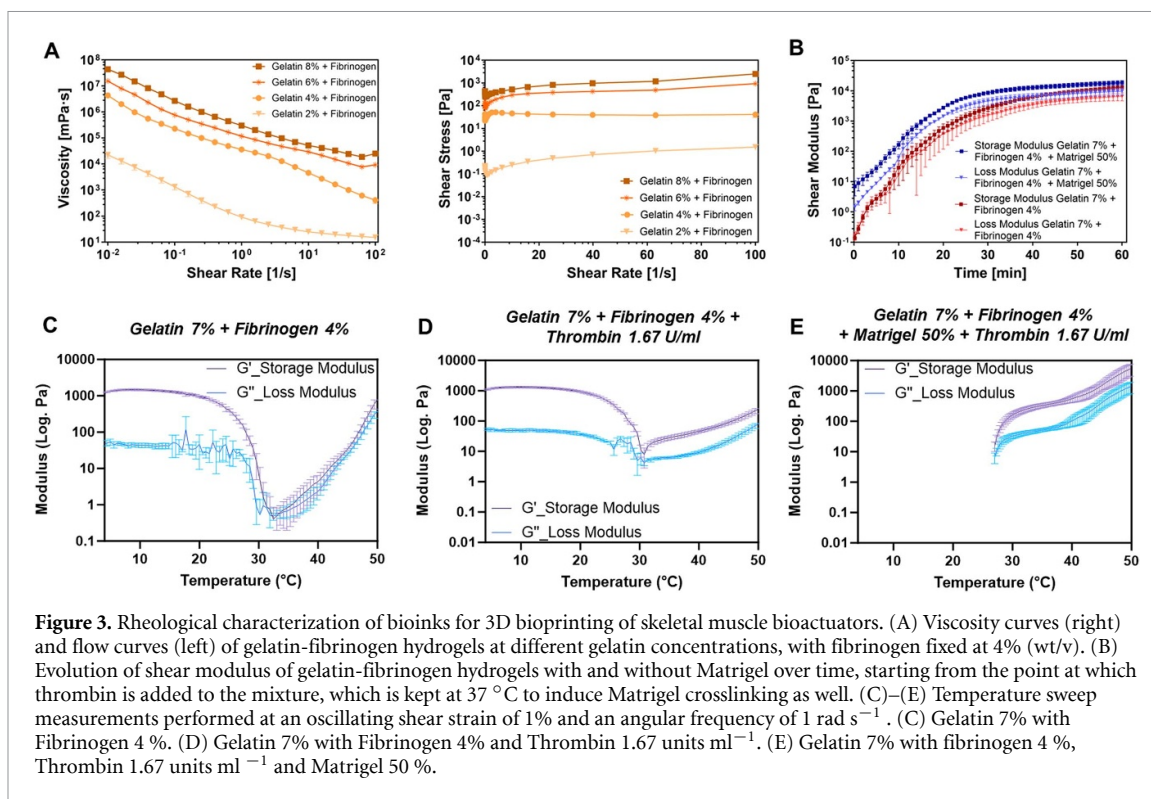 A
Viscosity [mPa·s]
10^8
10^7
10^6
10^5
10^4
10^3
10^2
10^1
10^-2
10^-1
10^0
10^1
10^2
Shear Rate [1/s]
Gelatin 8% + Fibrinogen
Gelatin 6% + Fibrinogen
Gelatin 4% + Fibrinogen
Gelatin 2% + Fibrinogen
Shear Stress [Pa]
10^4
10^3
10^2
10^1
10^0
10^-1
10^-2
10^-3
10^-4
0
20
40
60
80
100
Shear Rate [1/s]
Gelatin 8% + Fibrinogen
Gelatin 6% + Fibrinogen
Gelatin 4% + Fibrinogen
Gelatin 2% + Fibrinogen
B
Shear Modulus [Pa]
10^5
10^4
10^3
10^2
10^1
10^0
10^-1
0
10
20
30
40
50
60
Time [min]
Storage Modulus Gelatin 7% +
Fibrinogen 4% + Matrigel 50%
Loss Modulus Gelatin 7% +
Fibrinogen 4% + Matrigel 50%
Storage Modulus Gelatin 7% +
Fibrinogen 4%
Loss Modulus Gelatin 7% +
Fibrinogen 4%
C
Gelatin 7% + Fibrinogen 4%
Modulus (Log. Pa)
10000
1000
100
10
1
0.1
10
20
30
40
50
Temperature (°C)
G'_Storage Modulus
G"_Loss Modulus
D
Gelatin 7% + Fibrinogen 4% +
Thrombin 1.67 U/ml
Modulus (Log. Pa)
10000
1000
100
10
1
0.1
0.01
10
20
30
40
50
Temperature (°C)
G'_Storage Modulus
G"_Loss Modulus
E
Gelatin 7% + Fibrinogen 4%
+ Matrigel 50% + Thrombin 1.67 U/ml
Modulus (Log. Pa)
10000
1000
100
10
1
0.1
0.01
10
20
30
40
50
Temperature (°C)
G'_Storage Modulus
G"_Loss Modulus
Figure 3. Rheological characterization of bioinks for 3D bioprinting of skeletal muscle bioactuators. (A) Viscosity curves (right)
and flow curves (left) of gelatin-fibrinogen hydrogels at different gelatin concentrations, with fibrinogen fixed at 4% (wt/v). (B)
Evolution of shear modulus of gelatin-fibrinogen hydrogels with and without Matrigel over time, starting from the point at which
thrombin is added to the mixture, which is kept at 37 °C to induce Matrigel crosslinking as well. (C)–(E) Temperature sweep
measurements performed at an oscillating shear strain of 1% and an angular frequency of 1 rad s^−1 . (C) Gelatin 7% with
Fibrinogen 4 %. (D) Gelatin 7% with Fibrinogen 4% and Thrombin 1.67 units ml^−1. (E) Gelatin 7% with fibrinogen 4 %,
Thrombin 1.67 units ml ^−1 and Matrigel 50 %.